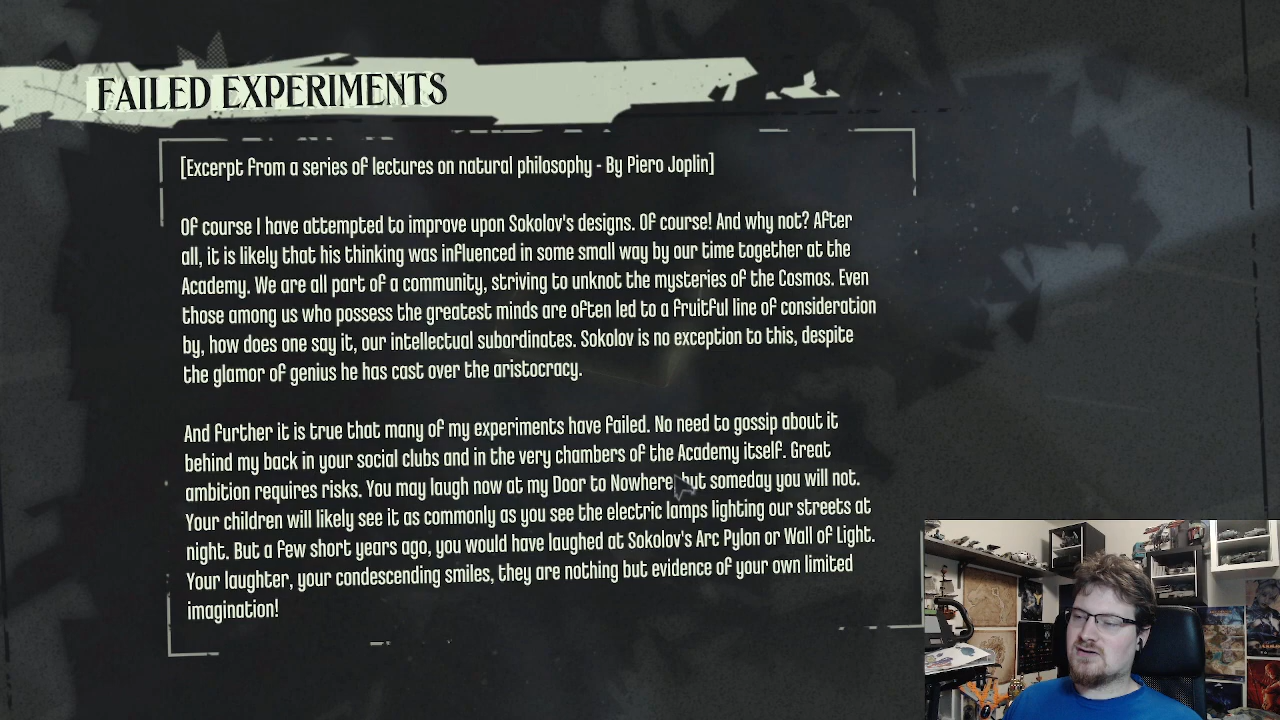 FAILED EXPERIMENTS
[Excerpt from a series of lectures on natural philosophy - By Piero Joplin]
Of course I have attempted to improve upon Sokolov's designs. Of course! And why not? After
all, it is likely that his thinking was influenced in some small way by our time together at the
Academy. We are all part of a community, striving to unknot the mysteries of the Cosmos. Even
those among us who possess the greatest minds are often led to a fruitful line of consideration
by, how does one say it, our intellectual subordinates. Sokolov is no exception to this, despite
the glamor of genius he has cast over the aristocracy.
And further it is true that many of my experiments have failed. No need to gossip about it
behind my back in your social clubs and in the very chambers of the Academy itself. Great
ambition requires risks. You may laugh now at my Door to Nowhere but someday you will not.
Your children will likely see it as commonly as you see the electric lamps lighting our streets at
night. But a few short years ago, you would have laughed at Sokolov's Arc Pylon or Wall of Light.
Your laughter, your condescending smiles, they are nothing but evidence of your own limited
imagination!